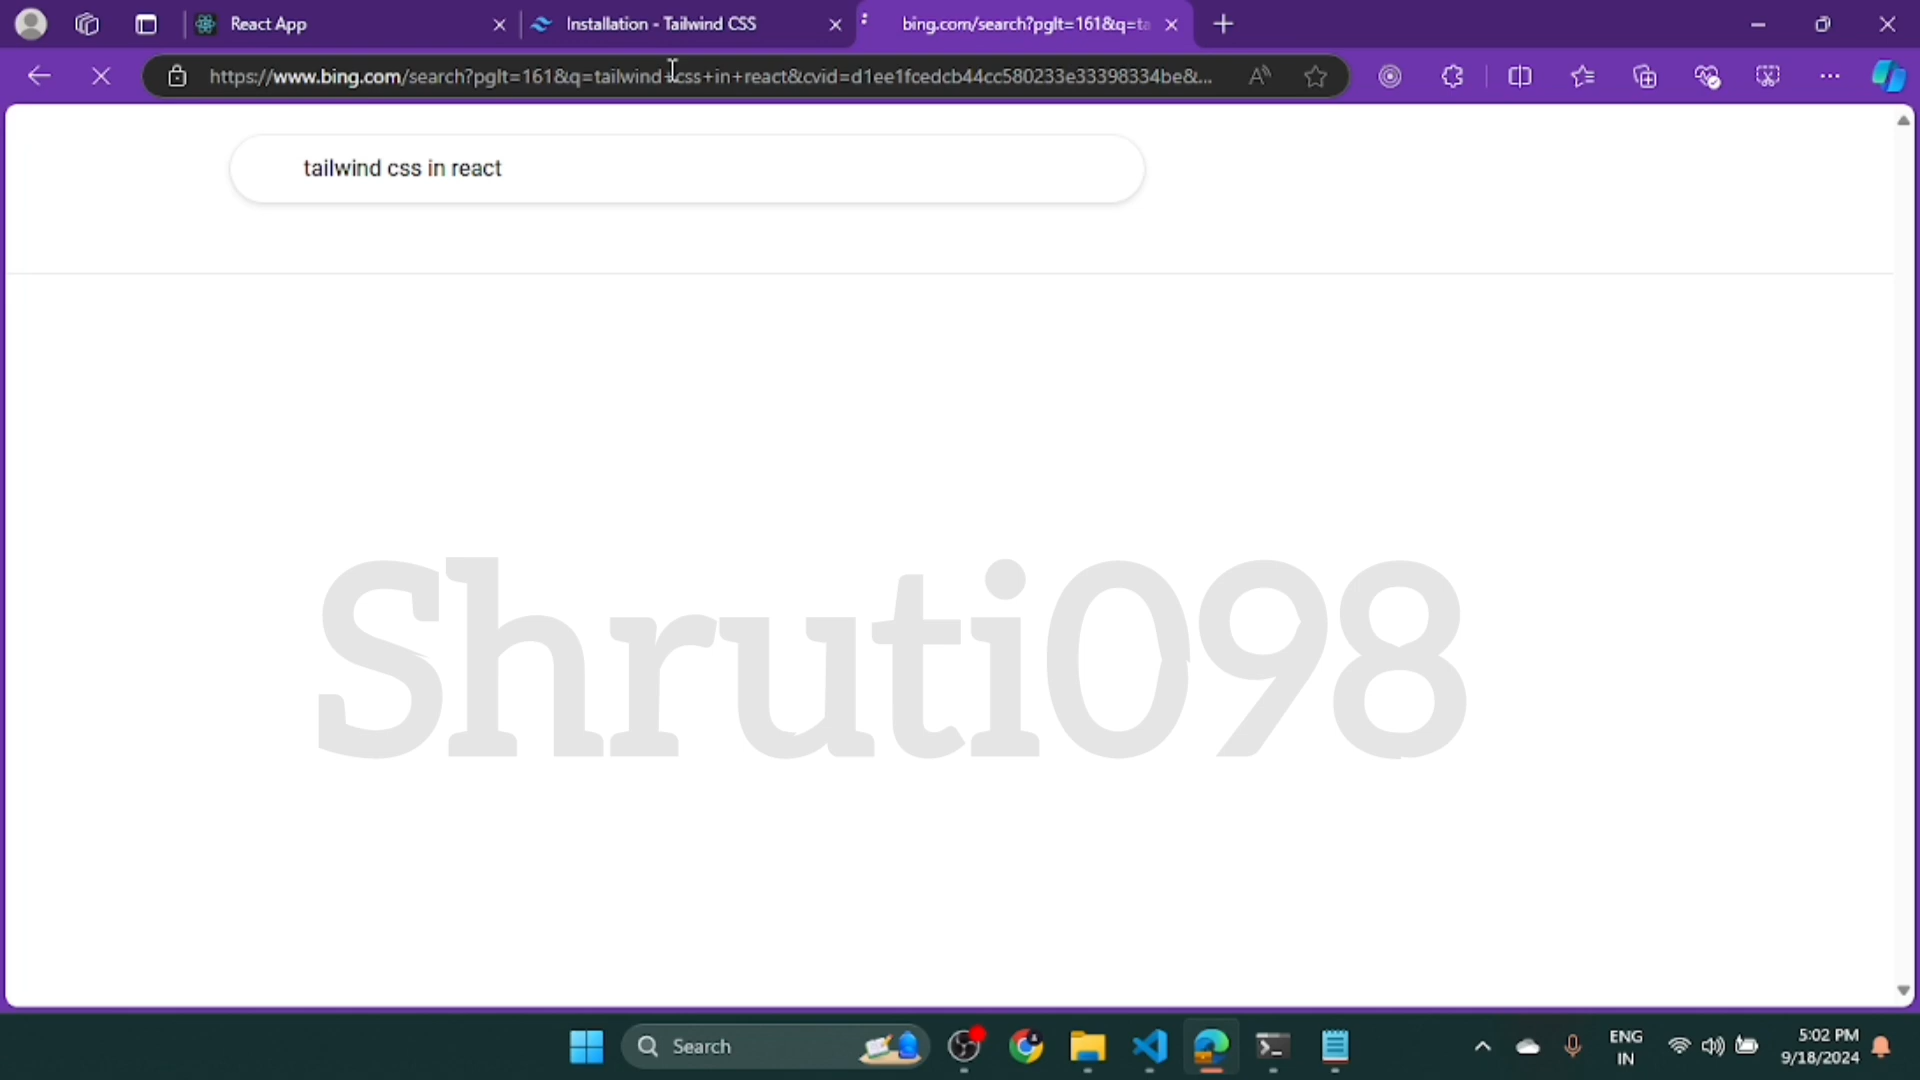 React App
Installation - Tailwind CSS
bing.com/search?pglt=161&q=ta
https://www.bing.com/search?pglt=161&q=tailwind+css+in+react&cvid=d1ee1fcedcb44cc580233e33398334be&...
tailwind css in react
Shruti098
Search
ENG
IN
5:02 PM
9/18/2024